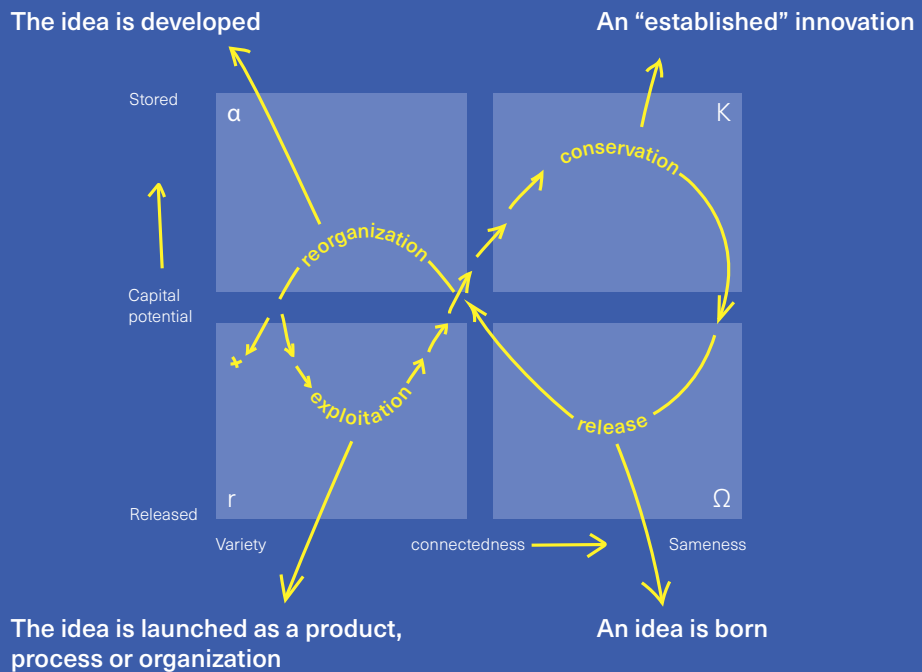 The idea is developed
An “established” innovation
Stored
α
K
conservation
reorganization
Capital
potential
exploitation
release
r
Ω
Released
Variety
connectedness
Sameness
The idea is launched as a product,
process or organization
An idea is born